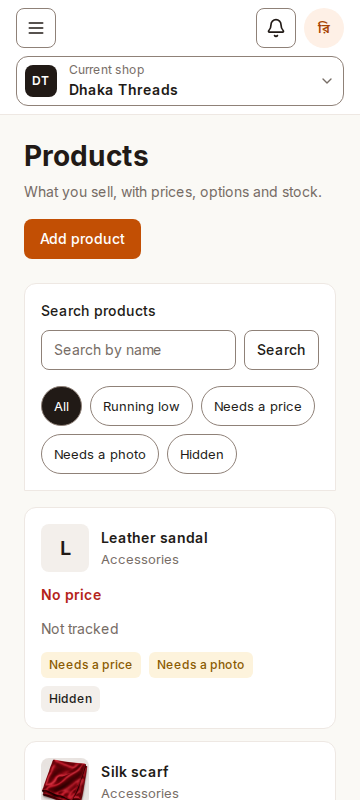 রি
DT
Current shop
Dhaka Threads
Products
What you sell, with prices, options and stock.
Add product
Search products
Search by name
Search
All
Running low
Needs a price
Needs a photo
Hidden
L
Leather sandal
Accessories
No price
Not tracked
Needs a price
Needs a photo
Hidden
Silk scarf
Accessories